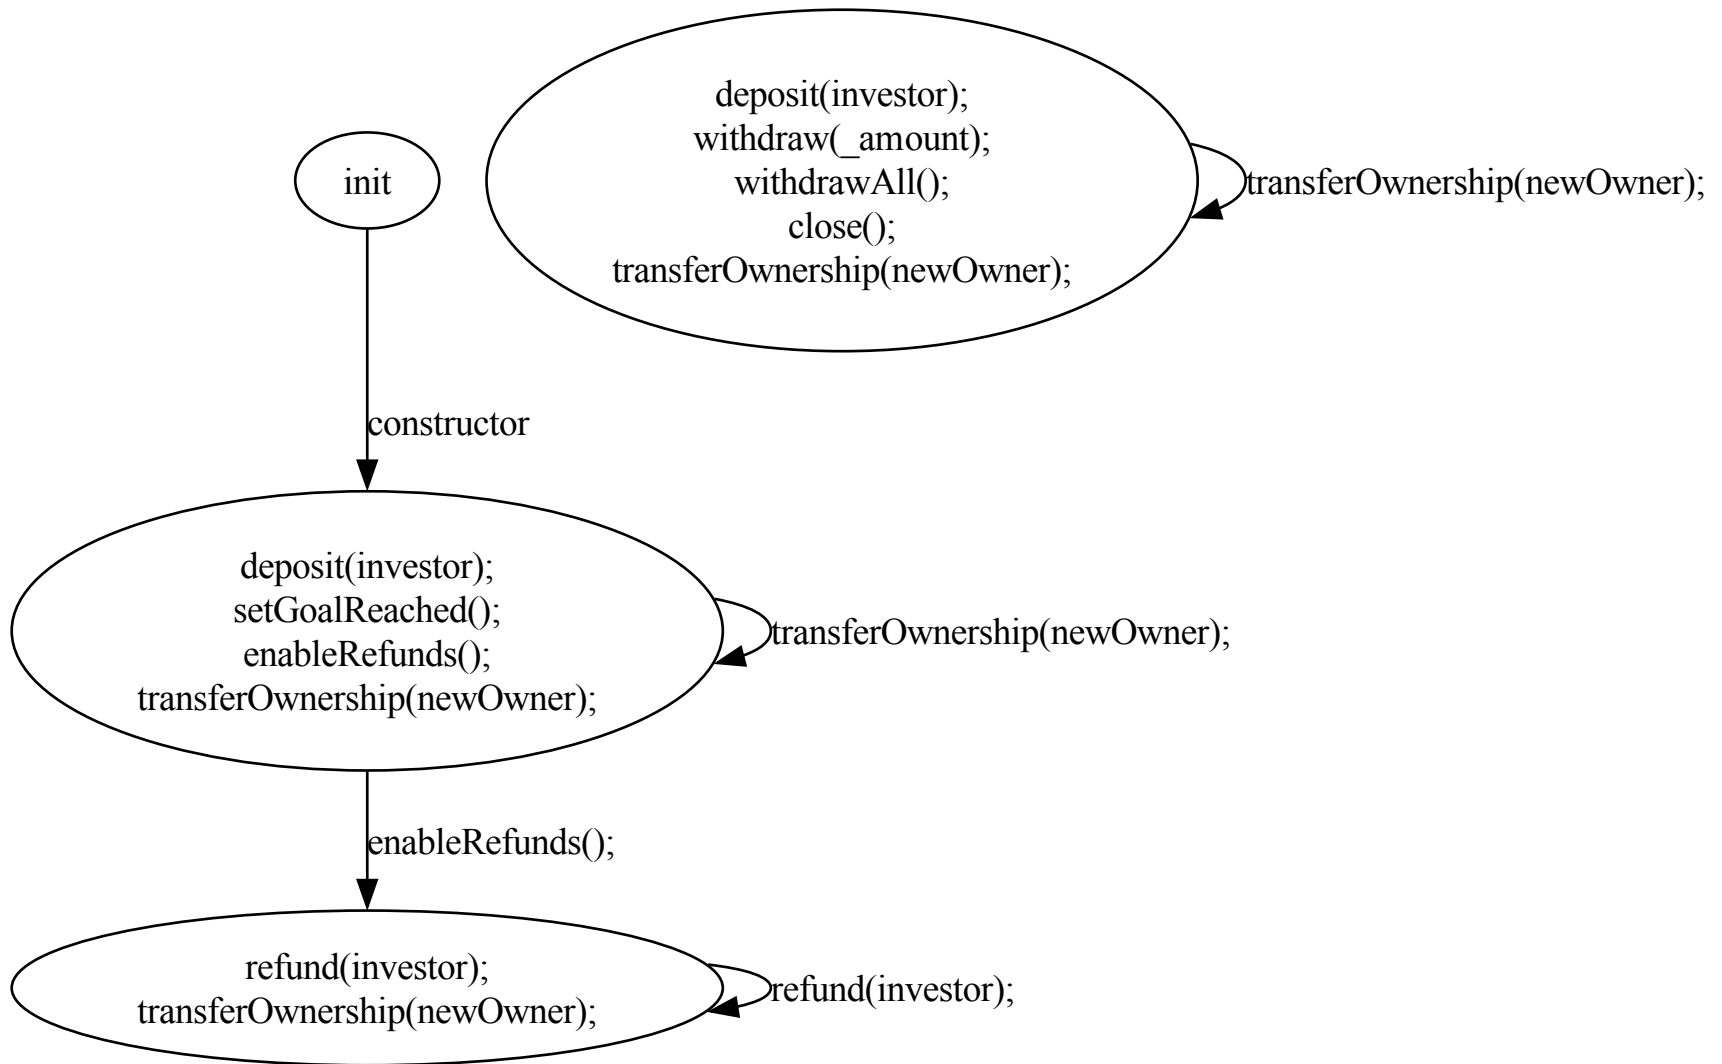 deposit(investor);
withdraw(_amount);
withdrawAll();
close();
transferOwnership(newOwner);
transferOwnership(newOwner);
init
constructor
deposit(investor);
setGoalReached();
enableRefunds();
transferOwnership(newOwner);
transferOwnership(newOwner);
enableRefunds();
refund(investor);
transferOwnership(newOwner);
refund(investor);